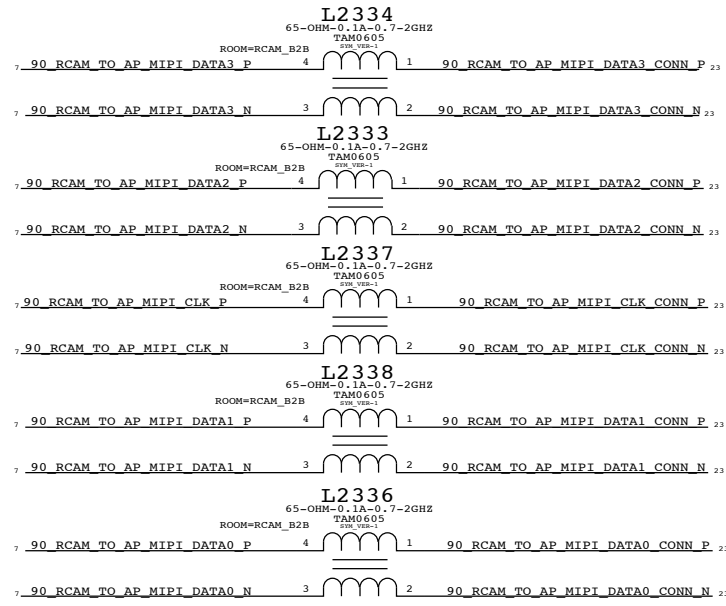 L2334
65-OHM-0.1A-0.7-2GHZ
TAM0605
ROOM=RCAM_B2B SYM_VER-1
7 90_RCAM_TO_AP_MIPI_DATA3_P 4 1 90_RCAM_TO_AP_MIPI_DATA3_CONN_P 23
7 90_RCAM_TO_AP_MIPI_DATA3_N 3 2 90_RCAM_TO_AP_MIPI_DATA3_CONN_N 23
L2333
65-OHM-0.1A-0.7-2GHZ
TAM0605
ROOM=RCAM_B2B SYM_VER-1
7 90_RCAM_TO_AP_MIPI_DATA2_P 4 1 90_RCAM_TO_AP_MIPI_DATA2_CONN_P 23
7 90_RCAM_TO_AP_MIPI_DATA2_N 3 2 90_RCAM_TO_AP_MIPI_DATA2_CONN_N 23
L2337
65-OHM-0.1A-0.7-2GHZ
TAM0605
ROOM=RCAM_B2B SYM_VER-1
7 90_RCAM_TO_AP_MIPI_CLK_P 4 1 90_RCAM_TO_AP_MIPI_CLK_CONN_P 23
7 90_RCAM_TO_AP_MIPI_CLK_N 3 2 90_RCAM_TO_AP_MIPI_CLK_CONN_N 23
L2338
65-OHM-0.1A-0.7-2GHZ
TAM0605
ROOM=RCAM_B2B SYM_VER-1
7 90_RCAM_TO_AP_MIPI_DATA1_P 4 1 90_RCAM_TO_AP_MIPI_DATA1_CONN_P 23
7 90_RCAM_TO_AP_MIPI_DATA1_N 3 2 90_RCAM_TO_AP_MIPI_DATA1_CONN_N 23
L2336
65-OHM-0.1A-0.7-2GHZ
TAM0605
ROOM=RCAM_B2B SYM_VER-1
7 90_RCAM_TO_AP_MIPI_DATA0_P 4 1 90_RCAM_TO_AP_MIPI_DATA0_CONN_P
7 90_RCAM_TO_AP_MIPI_DATA0_N 3 2 90_RCAM_TO_AP_MIPI_DATA0_CONN_N